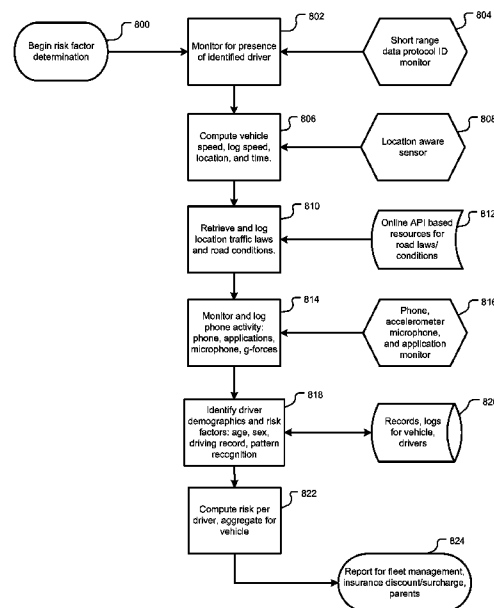 800
Begin risk factor
determination
802
Monitor for presence
of identified driver
804
Short range
data protocol ID
monitor
806
Compute vehicle
speed, log speed,
location, and time.
808
Location aware
sensor
810
Retrieve and log
location traffic laws
and road conditions.
812
Online API based
resources for
road laws/
conditions
814
Monitor and log
phone activity:
phone, applications,
microphone, g-forces
816
Phone,
accelerometer
microphone,
and application
monitor
818
Identify driver
demographics and risk
factors: age, sex,
driving record, pattern
recognition
820
Records, logs
for vehicle,
drivers
822
Compute risk per
driver, aggregate for
vehicle
824
Report for fleet management,
insurance discount/surcharge,
parents